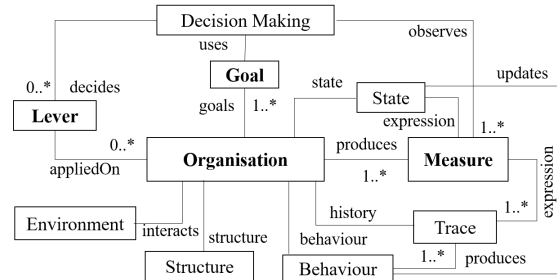 Decision Making
uses
observes
0..*
decides
Goal
state
updates
Lever
goals
1..*
State
expression
0..*
1..*
appliedOn
Organisation
produces
Measure
1..*
expression
Environment
interacts
structure
history
1..*
Trace
behaviour
1..*
produces
Structure
Behaviour